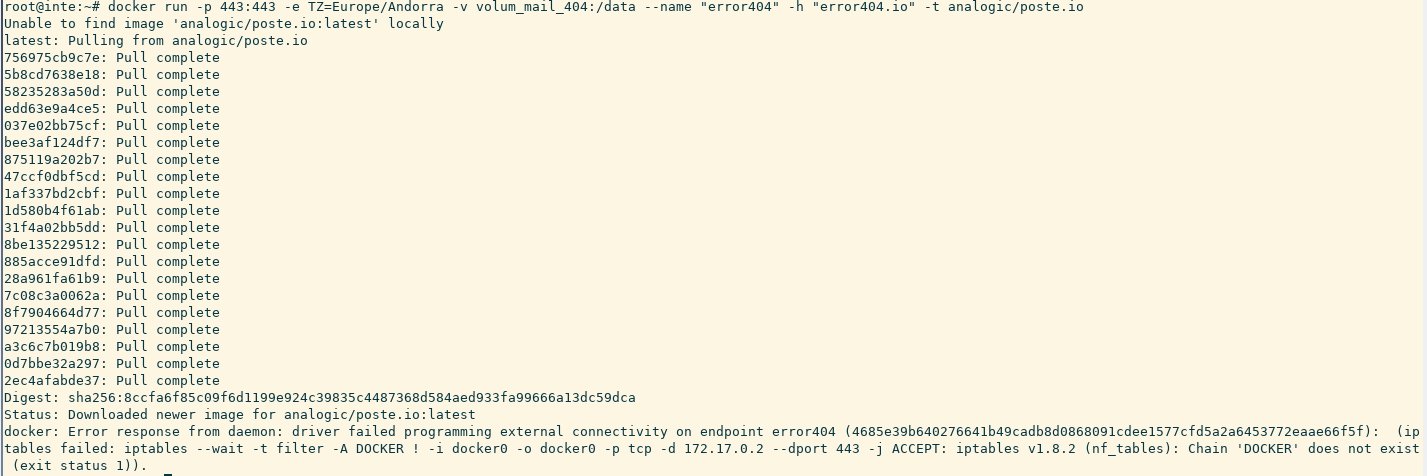 root@inte:~# docker run -p 443:443 -e TZ=Europe/Andorra -v volum_mail_404:/data --name "error404" -h "error404.io" -t analogic/poste.io
Unable to find image 'analogic/poste.io:latest' locally
latest: Pulling from analogic/poste.io
756975cb9c7e: Pull complete
5b8cd7638e18: Pull complete
58235283a50d: Pull complete
edd63e9a4ce5: Pull complete
037e02bb75cf: Pull complete
bee3af124df7: Pull complete
875119a202b7: Pull complete
47ccf0dbf5cd: Pull complete
1af337bd2cbf: Pull complete
1d580b4f61ab: Pull complete
31f4a02bb5dd: Pull complete
8be135229512: Pull complete
885acce91dfd: Pull complete
28a961fa61b9: Pull complete
7c08c3a0062a: Pull complete
8f7904664d77: Pull complete
97213554a7b0: Pull complete
a3c6c7b019b8: Pull complete
0d7bbe32a297: Pull complete
2ec4afabde37: Pull complete
Digest: sha256:8ccfa6f85c09f6d1199e924c39835c4487368d584aed933fa99666a13dc59dca
Status: Downloaded newer image for analogic/poste.io:latest
docker: Error response from daemon: driver failed programming external connectivity on endpoint error404 (4685e39b640276641b49cadb8d0868091cdee1577cfd5a2a6453772eaae66f5f):  (ip
tables failed: iptables --wait -t filter -A DOCKER ! -i docker0 -o docker0 -p tcp -d 172.17.0.2 --dport 443 -j ACCEPT: iptables v1.8.2 (nf_tables): Chain 'DOCKER' does not exist
 (exit status 1)).